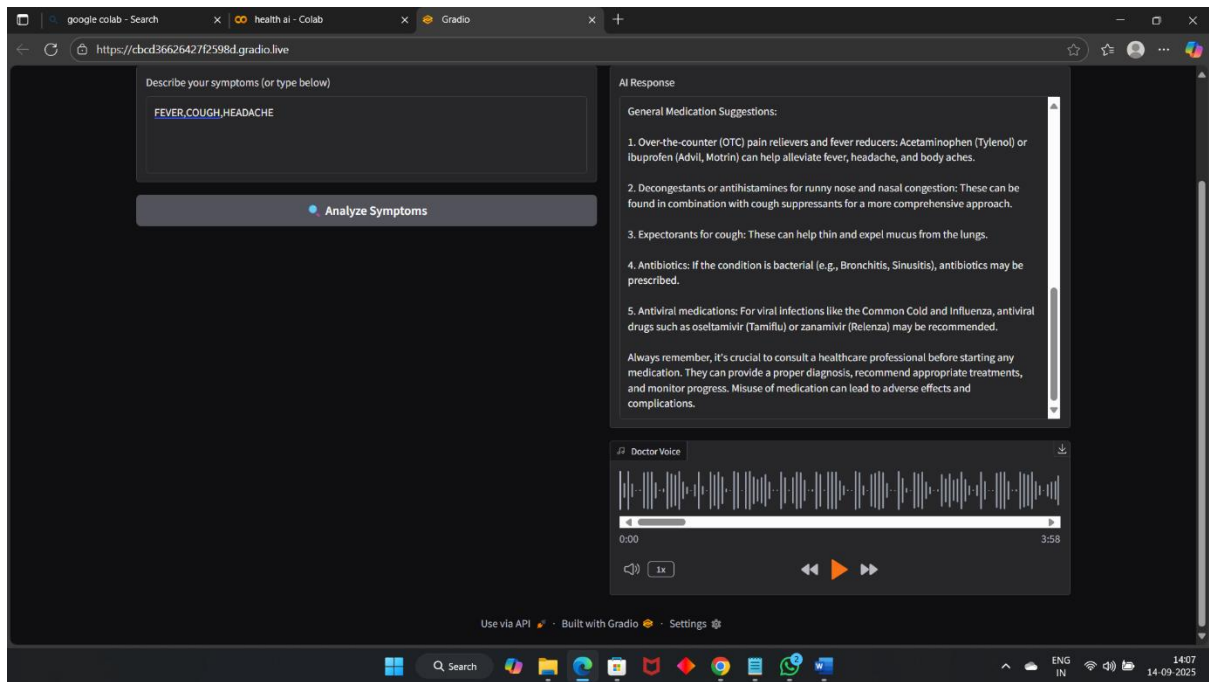 google colab - Search
health ai - Colab
Gradio
https://cbcd36626427f2598d.gradio.live
Describe your symptoms (or type below)
FEVER,COUGH,HEADACHE
Analyze Symptoms
AI Response
General Medication Suggestions:
1. Over-the-counter (OTC) pain relievers and fever reducers: Acetaminophen (Tylenol) or
ibuprofen (Advil, Motrin) can help alleviate fever, headache, and body aches.
2. Decongestants or antihistamines for runny nose and nasal congestion: These can be
found in combination with cough suppressants for a more comprehensive approach.
3. Expectorants for cough: These can help thin and expel mucus from the lungs.
4. Antibiotics: If the condition is bacterial (e.g., Bronchitis, Sinusitis), antibiotics may be
prescribed.
5. Antiviral medications: For viral infections like the Common Cold and Influenza, antiviral
drugs such as oseltamivir (Tamiflu) or zanamivir (Relenza) may be recommended.
Always remember, it's crucial to consult a healthcare professional before starting any
medication. They can provide a proper diagnosis, recommend appropriate treatments,
and monitor progress. Misuse of medication can lead to adverse effects and
complications.
Doctor Voice
0:00
3:58
1x
Use via API · Built with Gradio · Settings
Search
2
ENG
IN
14:07
14-09-2025